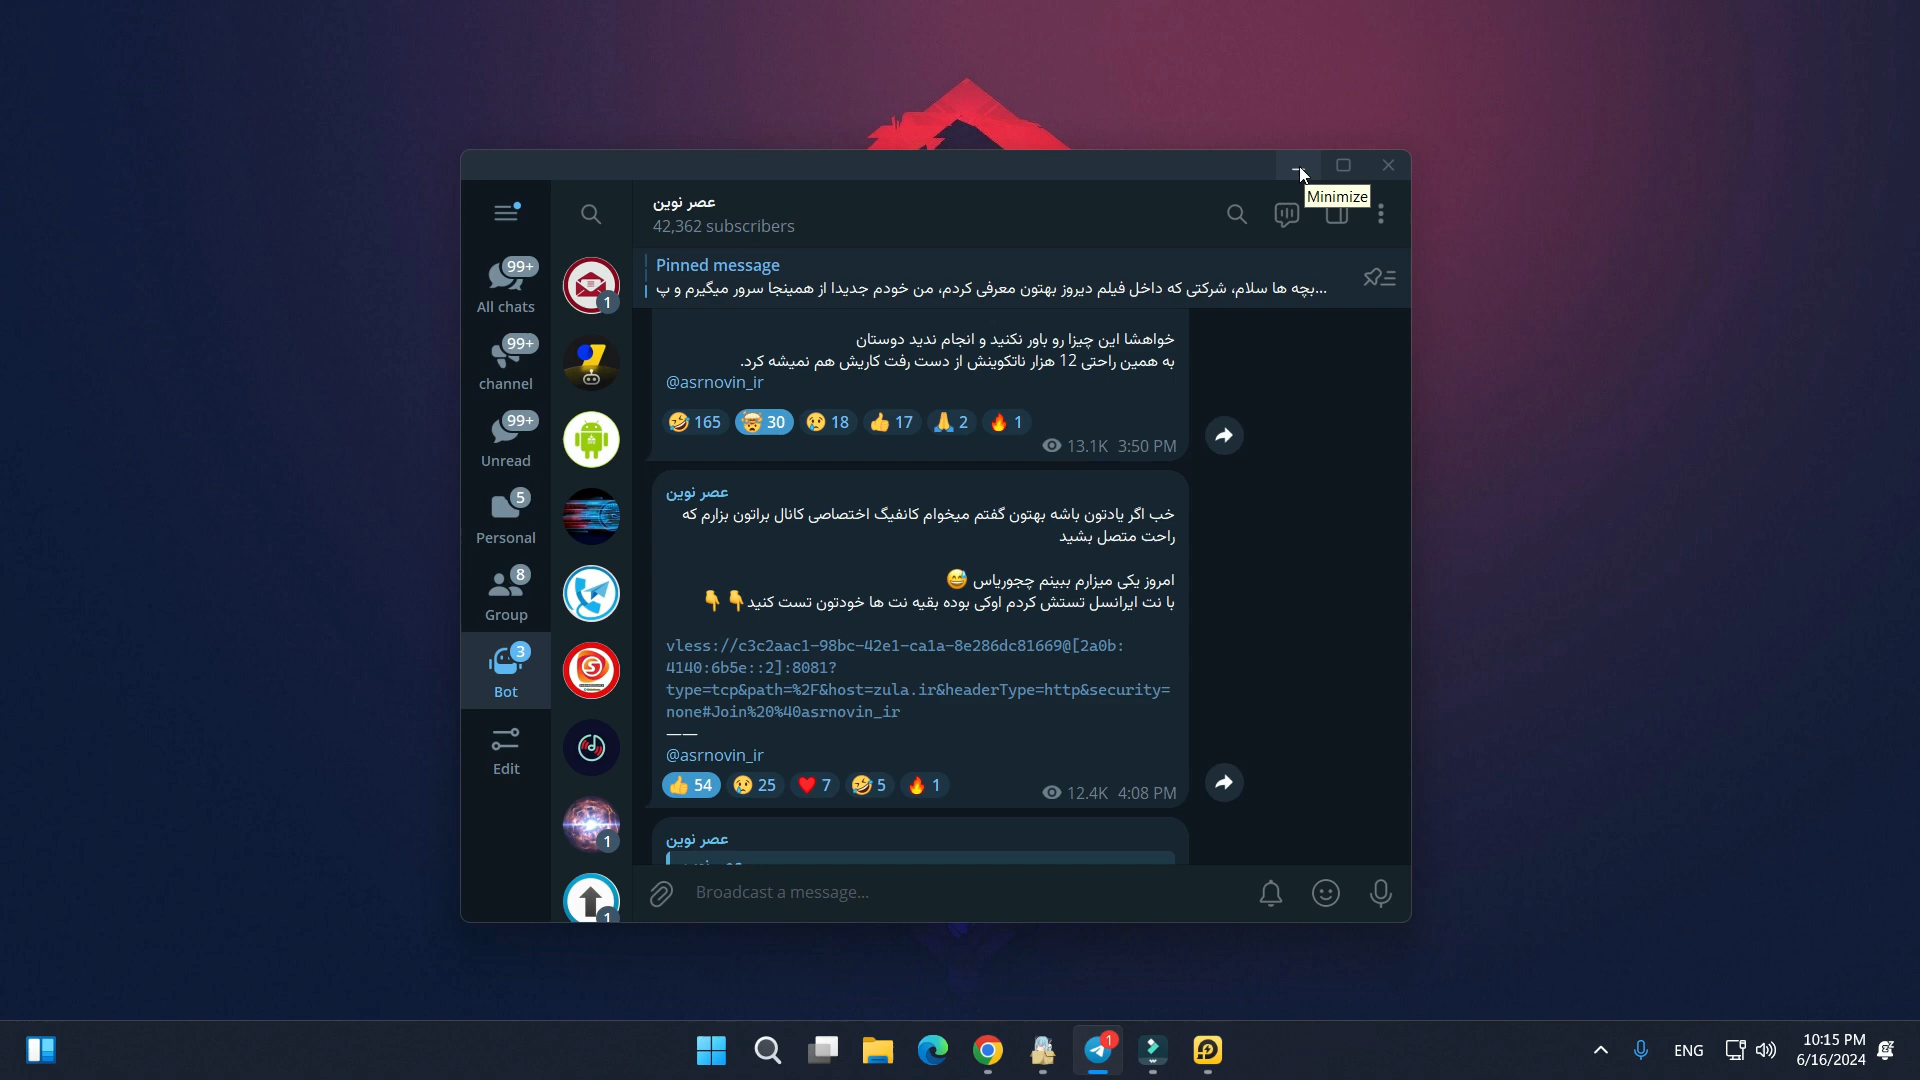 Minimize
عصر نوین
42,362 subscribers
Pinned message
بچه ها سلام، شرکتی که داخل فیلم دیروز بهتون معرفی کردم، من خودم جدیدا از همینجا سرور میگیرم و پ...
99+
All chats
99+
channel
99+
Unread
5
Personal
8
Group
3
Bot
Edit
1
1
1
خواهشا این چیزا رو باور نکنید و انجام ندید دوستان
به همین راحتی 12 هزار ناتکوینش از دست رفت کاریش هم نمیشه کرد.
@asrnovin_ir
🤣 165 🤯 30 😢 18 👍 17 🙏 2 🔥 1
13.1K 3:50 PM
عصر نوین
خب اگر یادتون باشه بهتون گفتم میخوام کانفیگ اختصاصی کانال براتون بزارم که
راحت متصل بشید
امروز یکی میزارم ببینم چجوریاس 😅
با نت ایرانسل تستش کردم اوکی بوده بقیه نت ها خودتون تست کنید👇👇
vless://c3c2aac1-98bc-42e1-ca1a-8e286dc81669@[2a0b:
4140:6b5e::2]:8081?
type=tcp&path=%2F&host=zula.ir&headerType=http&security=
none#Join%20%40asrnovin_ir
——
@asrnovin_ir
👍 54 😢 25 ❤️ 7 🤣 5 🔥 1
12.4K 4:08 PM
عصر نوین
Broadcast a message...
1
ENG
10:15 PM
6/16/2024